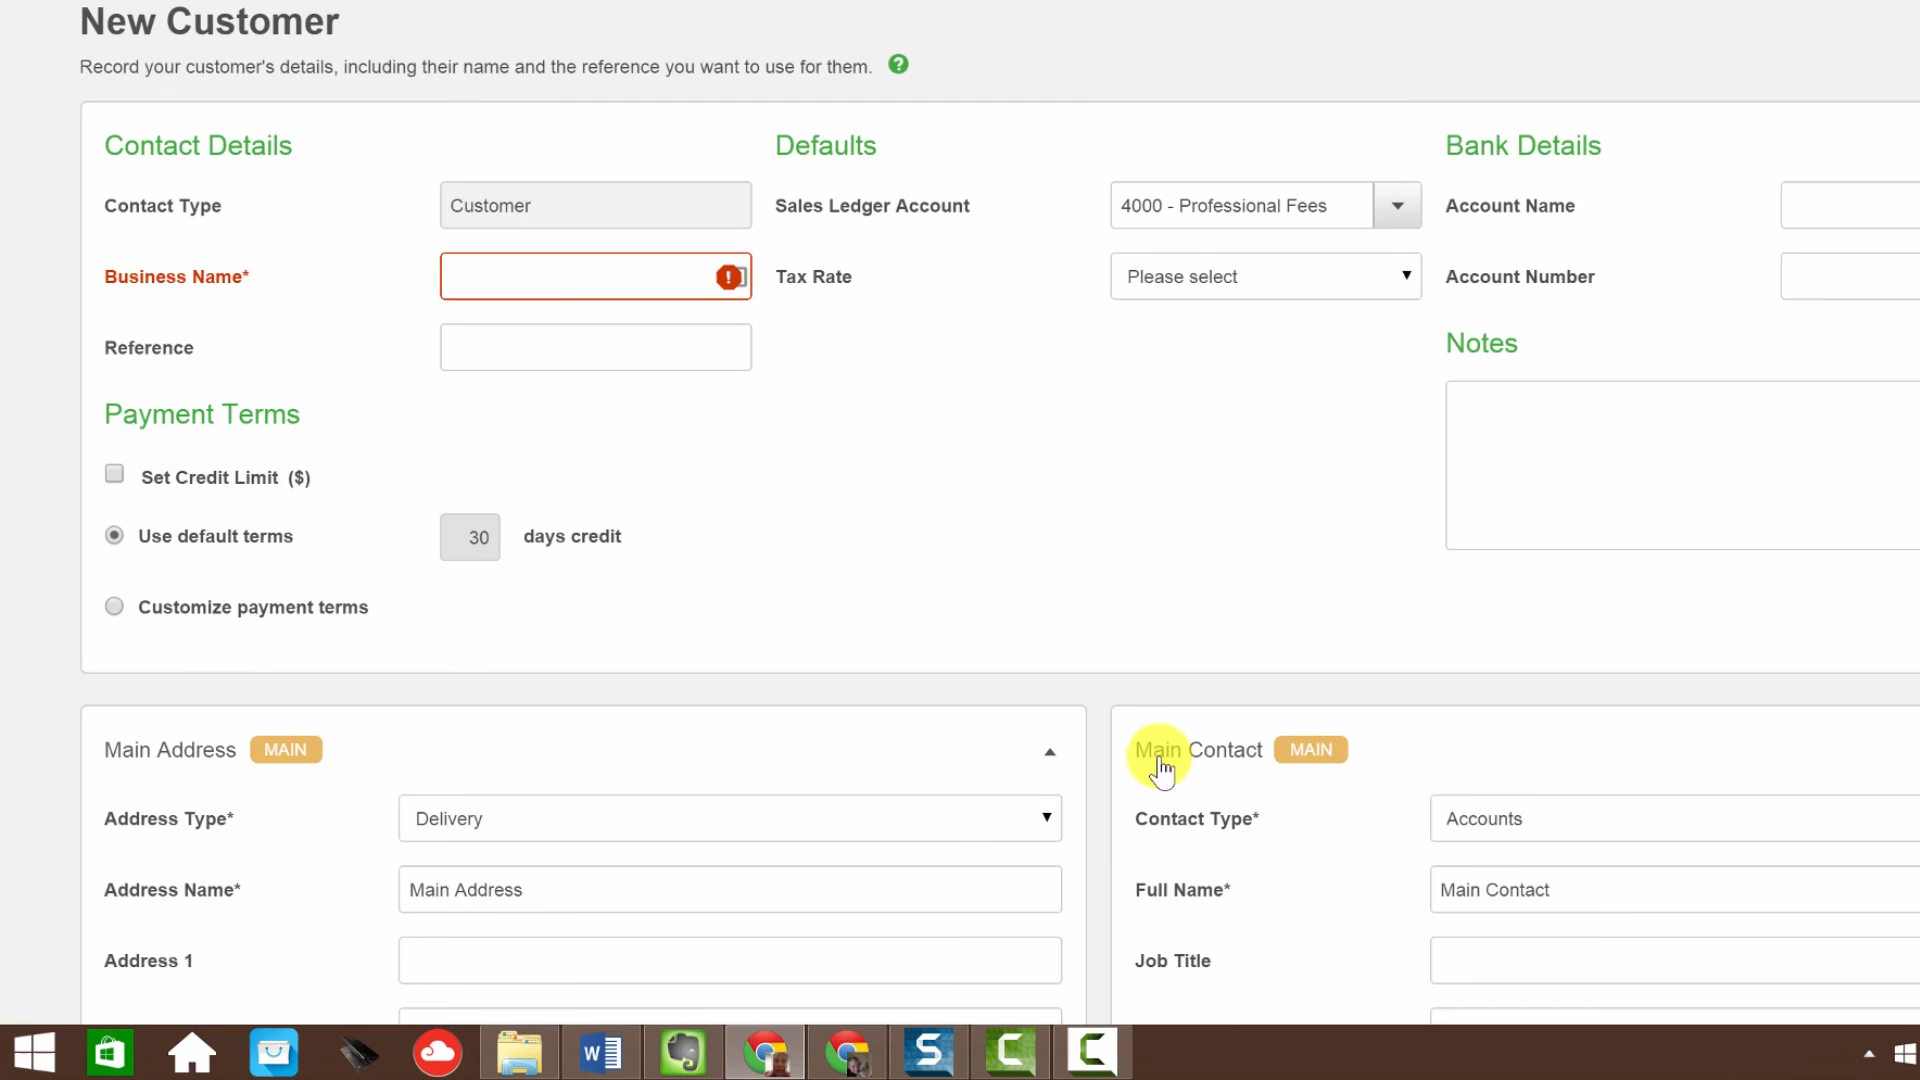 New Customer
Record your customer's details, including their name and the reference you want to use for them. ?
Contact Details
Contact Type Customer
Business Name* !
Reference
Payment Terms
Set Credit Limit ($)
Use default terms 30 days credit
Customize payment terms
Defaults
Sales Ledger Account 4000 - Professional Fees
Tax Rate Please select
Bank Details
Account Name
Account Number
Notes
Main Address MAIN
Address Type* Delivery
Address Name* Main Address
Address 1
Main Contact MAIN
Contact Type* Accounts
Full Name* Main Contact
Job Title
W S C C